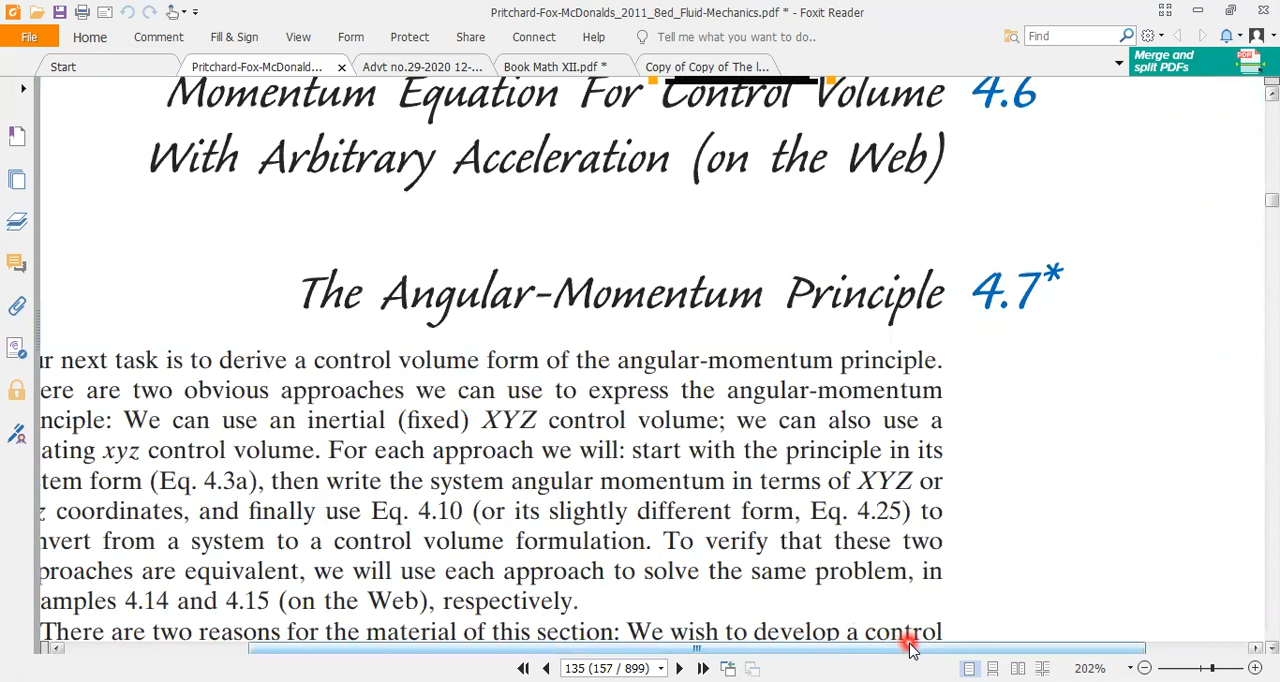 Pritchard-Fox-McDonalds_2011_8ed_Fluid-Mechanics.pdf * - Foxit Reader
File Home Comment Fill & Sign View Form Protect Share Connect Help Tell me what you want to do... Find
Start Pritchard-Fox-McDonald... Advt no.29-2020 12-... Book Math XII.pdf * Copy of Copy of The I... Merge and
split PDFs
Momentum Equation For Control Volume 4.6
With Arbitrary Acceleration (on the Web)
The Angular-Momentum Principle 4.7*
ur next task is to derive a control volume form of the angular-momentum principle.
ere are two obvious approaches we can use to express the angular-momentum
nciple: We can use an inertial (fixed) XYZ control volume; we can also use a
ating xyz control volume. For each approach we will: start with the principle in its
tem form (Eq. 4.3a), then write the system angular momentum in terms of XYZ or
z coordinates, and finally use Eq. 4.10 (or its slightly different form, Eq. 4.25) to
nvert from a system to a control volume formulation. To verify that these two
proaches are equivalent, we will use each approach to solve the same problem, in
amples 4.14 and 4.15 (on the Web), respectively.
There are two reasons for the material of this section: We wish to develop a control
135 (157 / 899) 202%